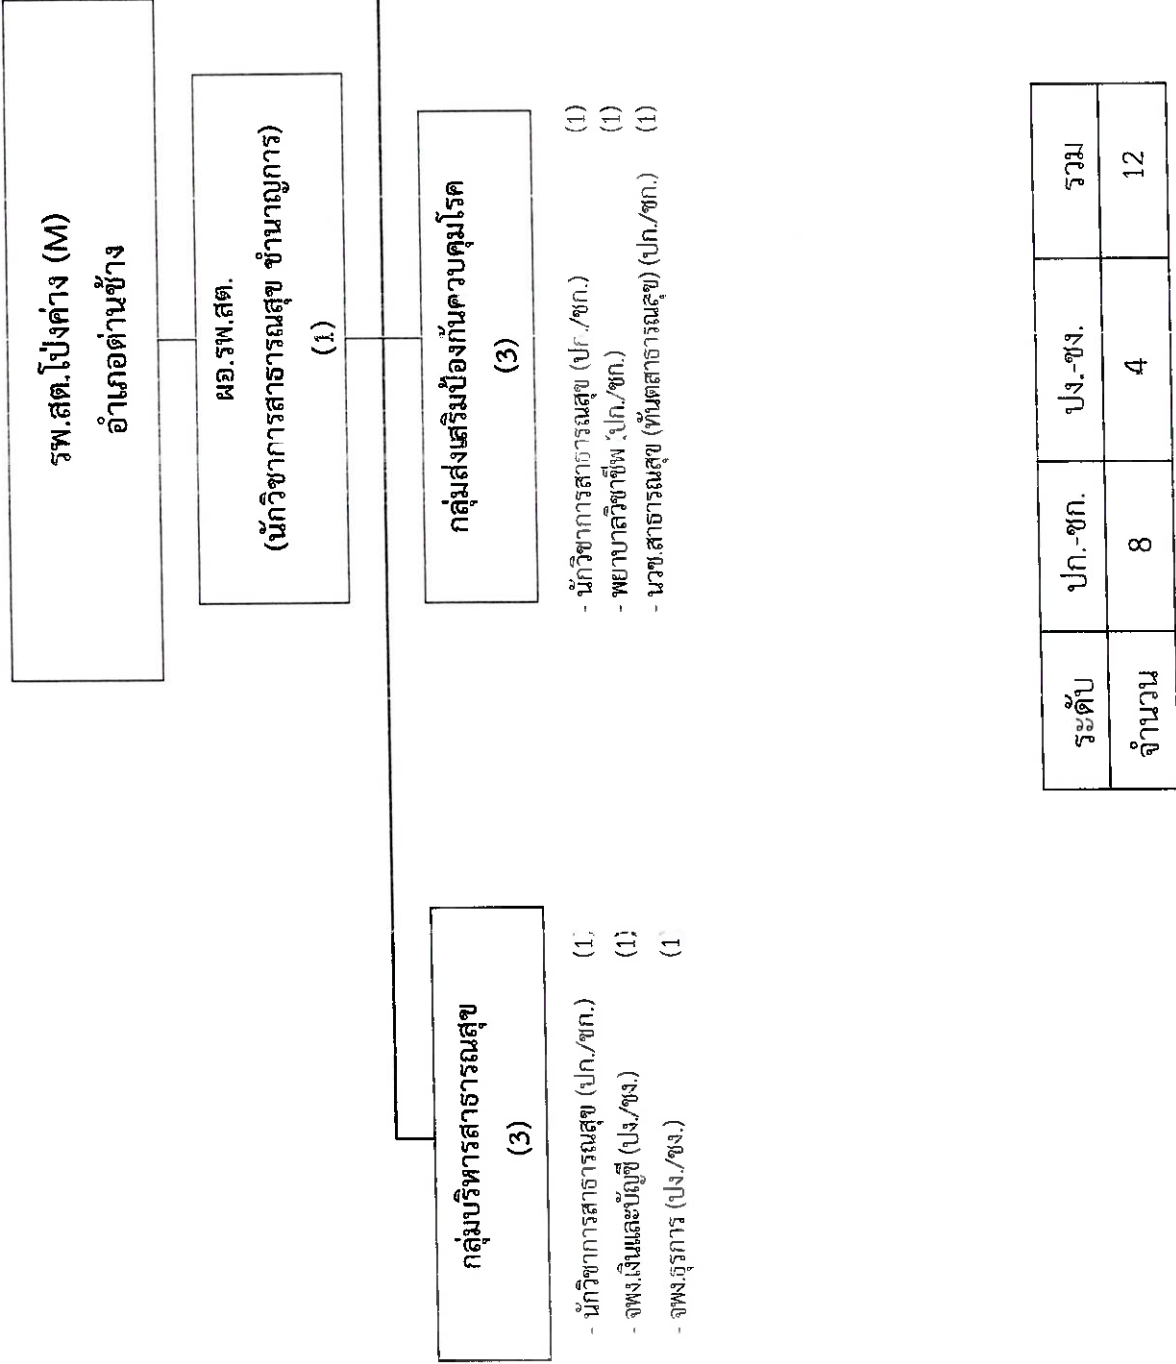 รพ.สต.โป่งค่าง (M)
อำเภอด่านช้าง
ผอ.รพ.สต.
(นักวิชาการสาธารณสุข ชำนาญการ)
(1)
กลุ่มบริหารสาธารณสุข
(3)
- นักวิชาการสาธารณสุข (ปก./ชก.) (1)
- จพง.เงินและบัญชี (ปง./ชง.) (1)
- จพง.ธุรการ (ปง./ชง.) (1
กลุ่มส่งเสริมป้องกันควบคุมโรค
(3)
- นักวิชาการสาธารณสุข (ปก./ชก.) (1)
- พยาบาลวิชาชีพ (ปก./ชก.) (1)
- นวช.สาธารณสุข (ทันตสาธารณสุข) (ปก./ชก.) (1)
ระดับ ปก.-ชก. ปง.-ชง. รวม
จำนวน 8 4 12